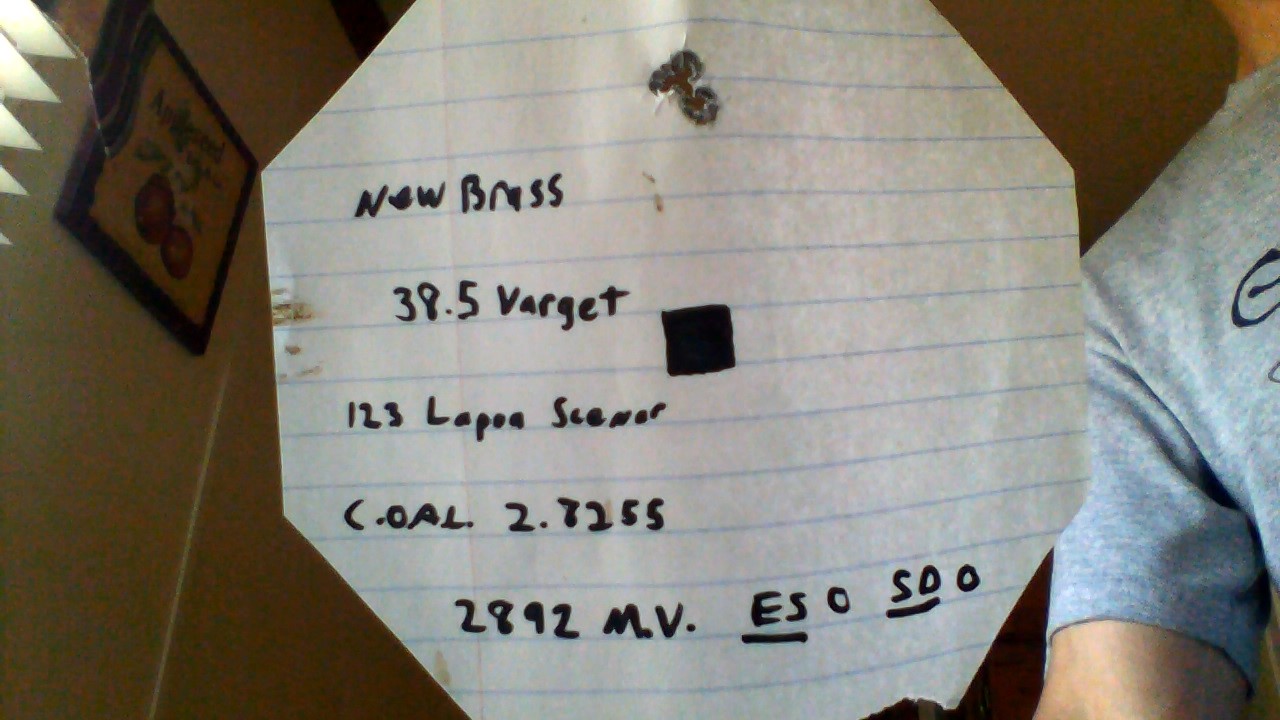 New Brass
38.5 Varget
123 Lapua Scenar
C.OAL. 2.8255
2892 M.V. ES 0 SD 0